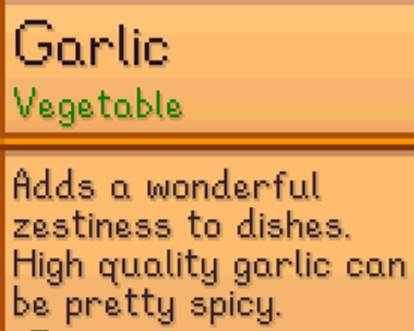 Garlic
Vegetable
Adds a wonderful
zestiness to dishes.
High quality garlic can
be pretty spicy.